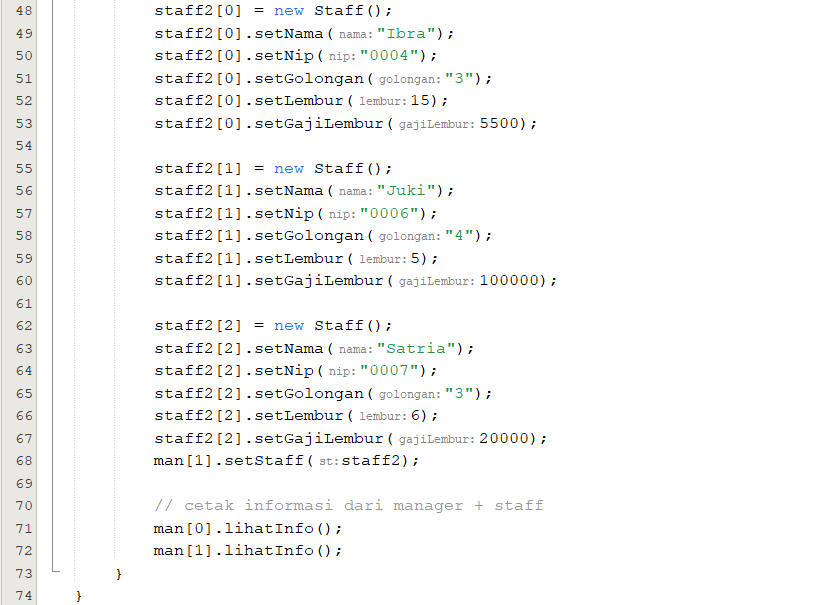 48 staff2[0] = new Staff();
49 staff2[0].setNama( nama: "Ibra");
50 staff2[0].setNip( nip: "0004");
51 staff2[0].setGolongan( golongan: "3");
52 staff2[0].setLembur( lembur: 15);
53 staff2[0].setGajiLembur( gajiLembur: 5500);
54
55 staff2[1] = new Staff();
56 staff2[1].setNama( nama: "Juki");
57 staff2[1].setNip( nip: "0006");
58 staff2[1].setGolongan( golongan: "4");
59 staff2[1].setLembur( lembur: 5);
60 staff2[1].setGajiLembur( gajiLembur: 100000);
61
62 staff2[2] = new Staff();
63 staff2[2].setNama( nama: "Satria");
64 staff2[2].setNip( nip: "0007");
65 staff2[2].setGolongan( golongan: "3");
66 staff2[2].setLembur( lembur: 6);
67 staff2[2].setGajiLembur( gajiLembur: 20000);
68 man[1].setStaff( st: staff2);
69
70 // cetak informasi dari manager + staff
71 man[0].lihatInfo();
72 man[1].lihatInfo();
73 }
74 }